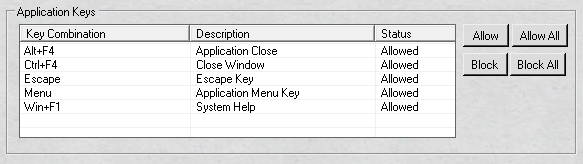 Application Keys
Key Combination Description Status
Alt+F4 Application Close Allowed
Ctrl+F4 Close Window Allowed
Escape Escape Key Allowed
Menu Application Menu Key Allowed
Win+F1 System Help Allowed
Allow Allow All
Block Block All